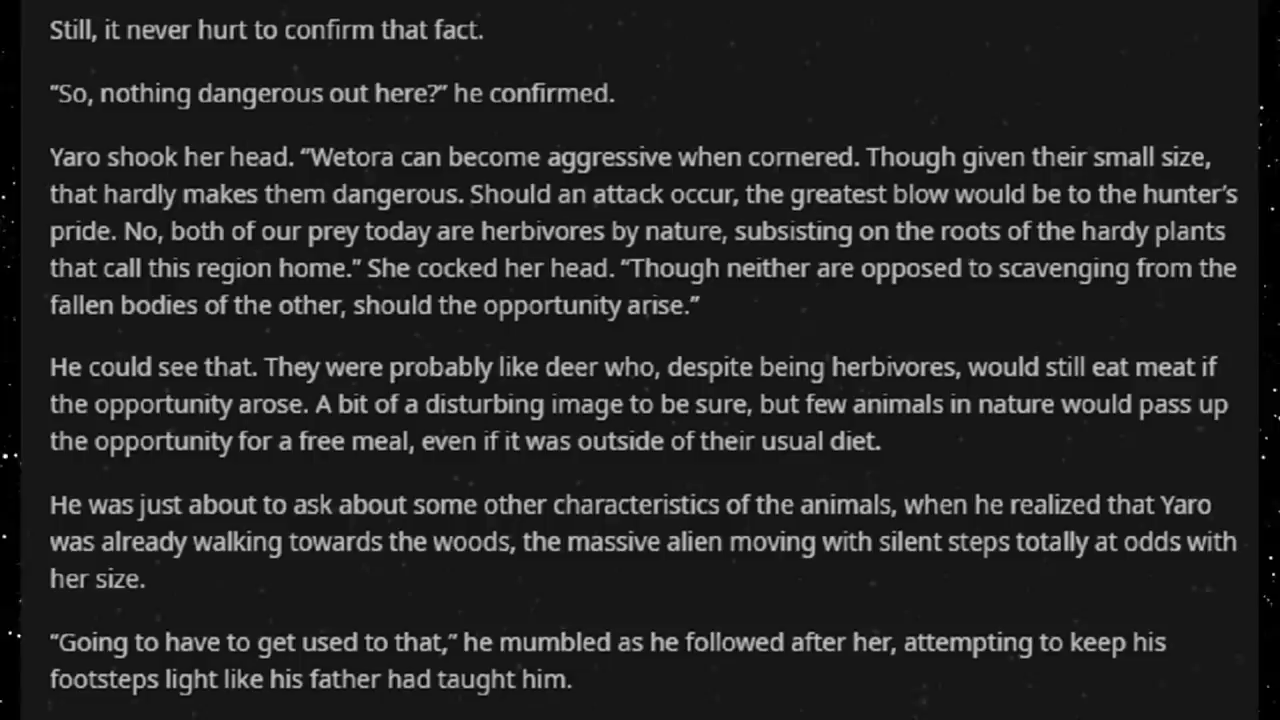 Still, it never hurt to confirm that fact.
“So, nothing dangerous out here?” he confirmed.
Yaro shook her head. “Wetora can become aggressive when cornered. Though given their small size,
that hardly makes them dangerous. Should an attack occur, the greatest blow would be to the hunter’s
pride. No, both of our prey today are herbivores by nature, subsisting on the roots of the hardy plants
that call this region home.” She cocked her head. “Though neither are opposed to scavenging from the
fallen bodies of the other, should the opportunity arise.”
He could see that. They were probably like deer who, despite being herbivores, would still eat meat if
the opportunity arose. A bit of a disturbing image to be sure, but few animals in nature would pass up
the opportunity for a free meal, even if it was outside of their usual diet.
He was just about to ask about some other characteristics of the animals, when he realized that Yaro
was already walking towards the woods, the massive alien moving with silent steps totally at odds with
her size.
“Going to have to get used to that,” he mumbled as he followed after her, attempting to keep his
footsteps light like his father had taught him.